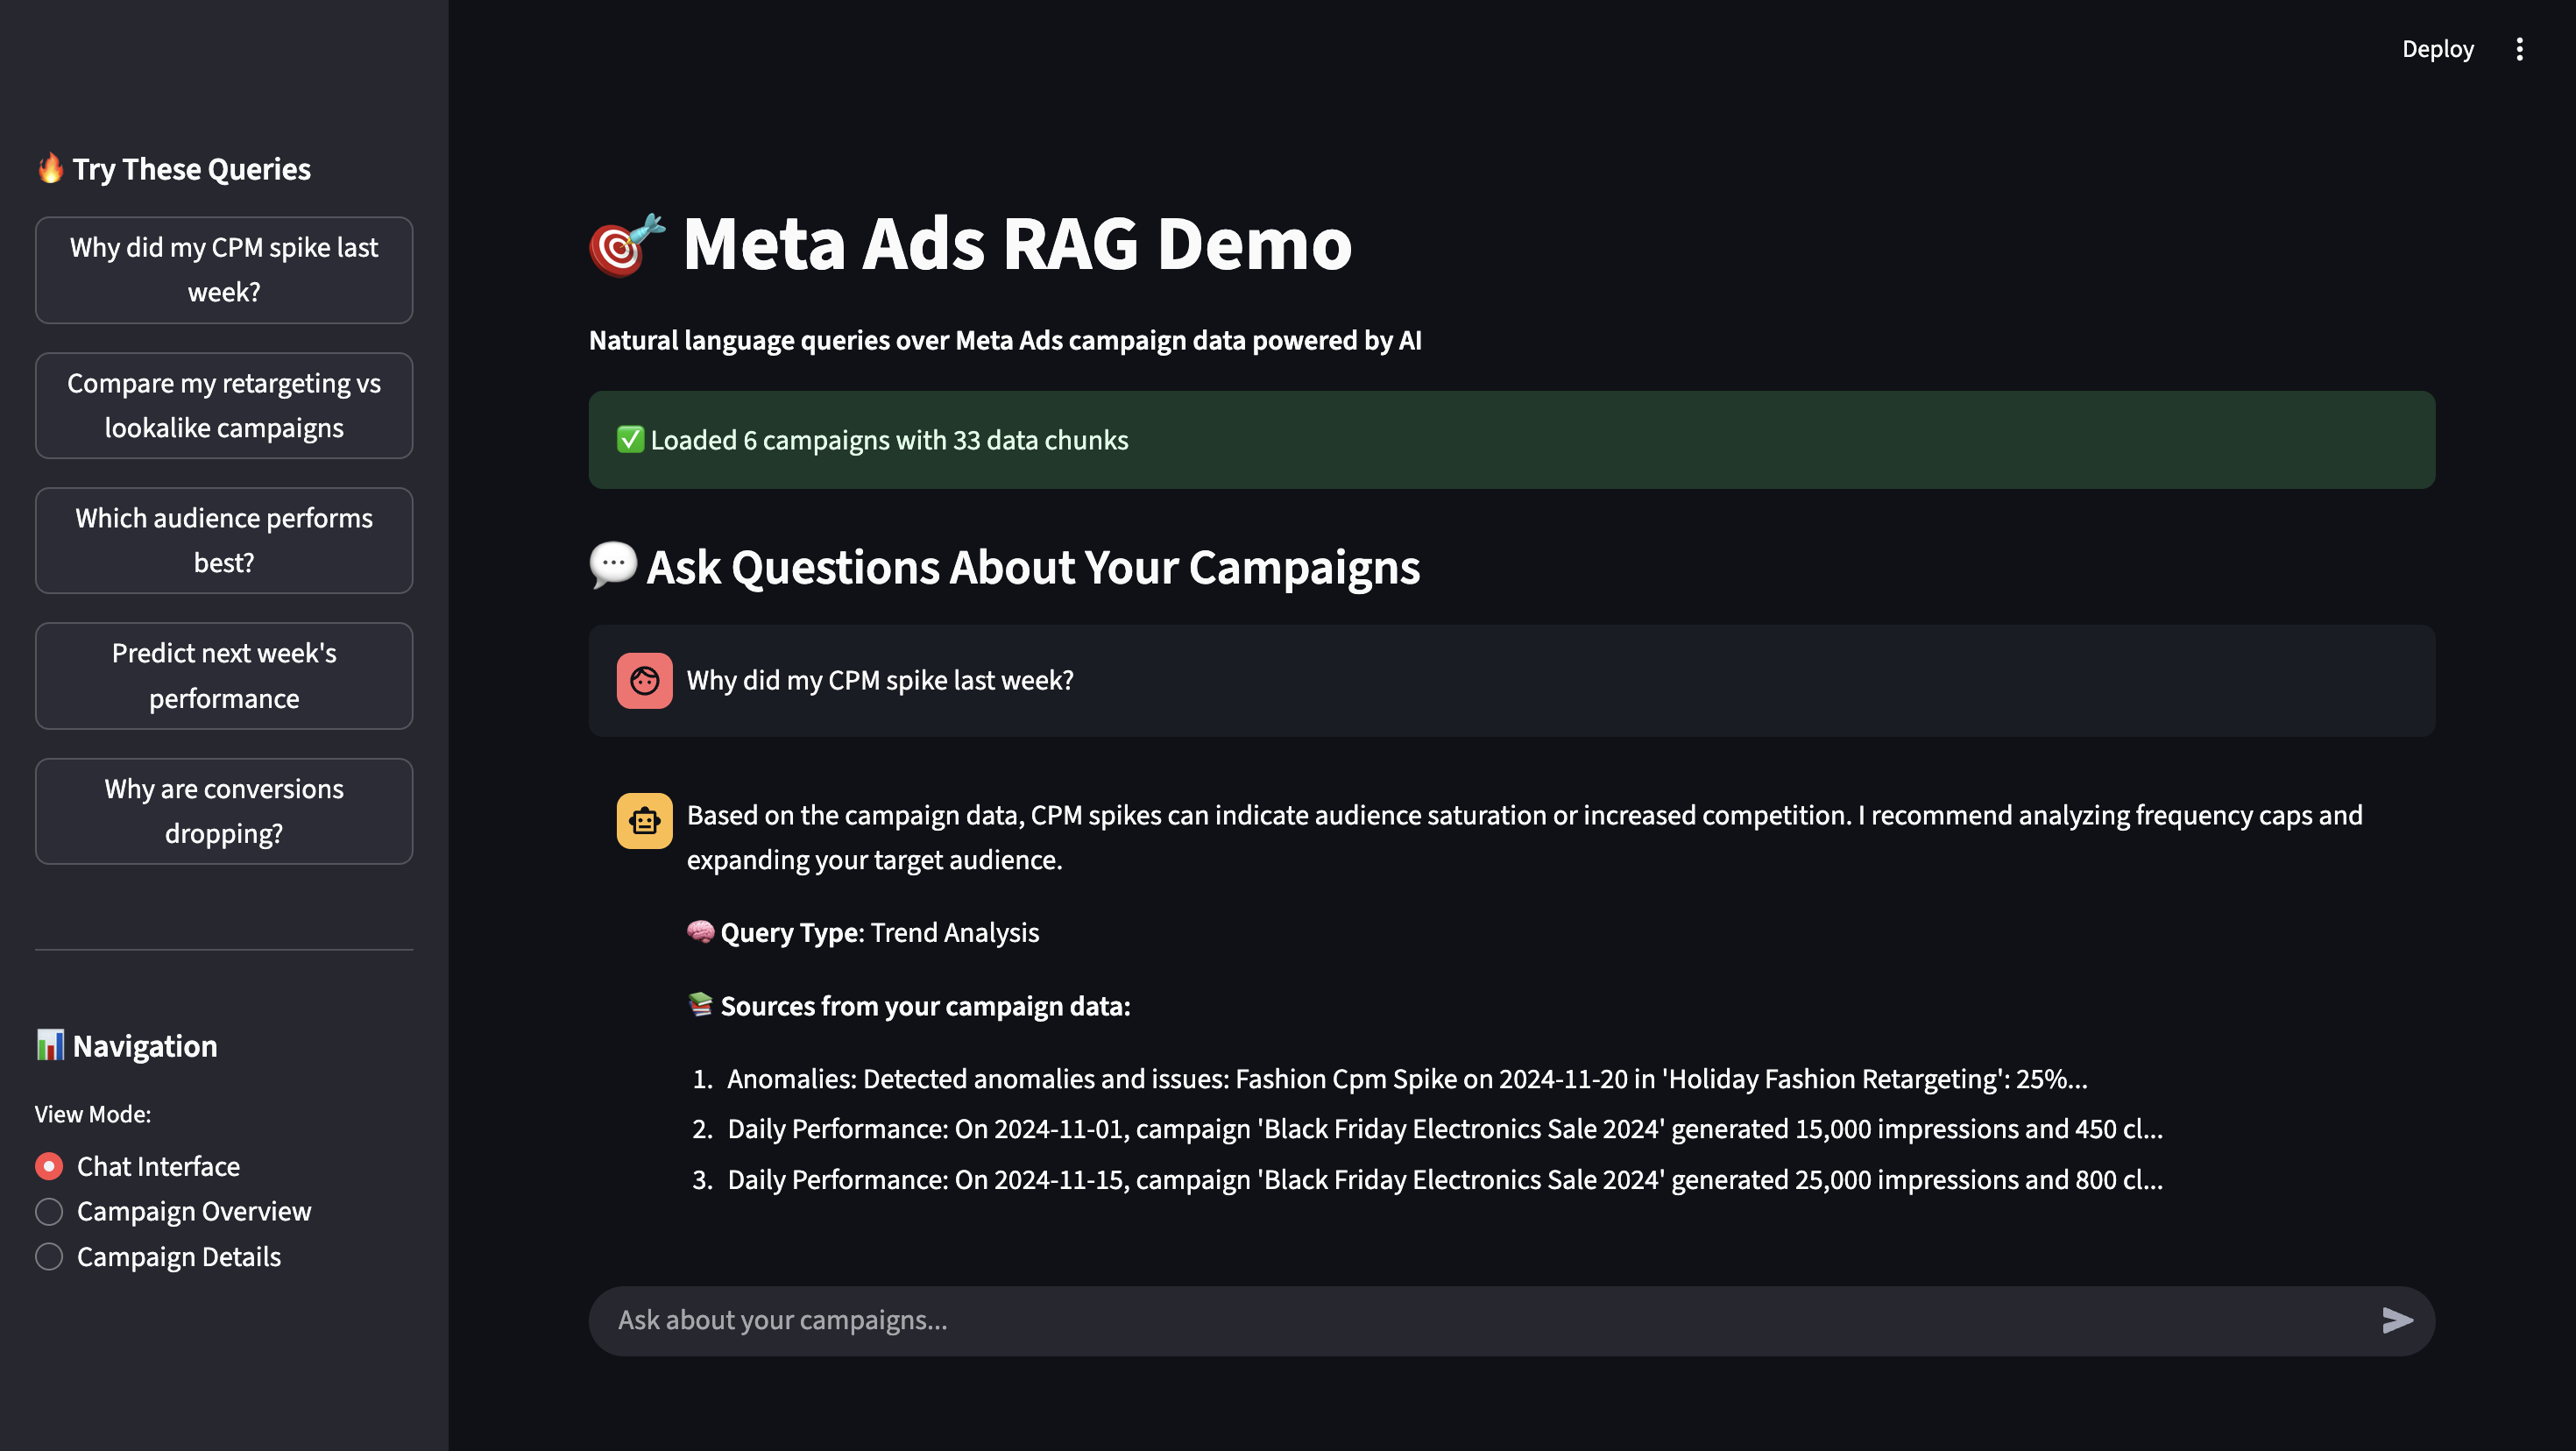 Deploy
🔥 Try These Queries
Why did my CPM spike last
week?
Compare my retargeting vs
lookalike campaigns
Which audience performs
best?
Predict next week's
performance
Why are conversions
dropping?
📊 Navigation
View Mode:
Chat Interface
Campaign Overview
Campaign Details
🎯 Meta Ads RAG Demo
Natural language queries over Meta Ads campaign data powered by AI
✅ Loaded 6 campaigns with 33 data chunks
💬 Ask Questions About Your Campaigns
Why did my CPM spike last week?
Based on the campaign data, CPM spikes can indicate audience saturation or increased competition. I recommend analyzing frequency caps and
expanding your target audience.
🧠 Query Type: Trend Analysis
📚 Sources from your campaign data:
1. Anomalies: Detected anomalies and issues: Fashion Cpm Spike on 2024-11-20 in 'Holiday Fashion Retargeting': 25%...
2. Daily Performance: On 2024-11-01, campaign 'Black Friday Electronics Sale 2024' generated 15,000 impressions and 450 cl...
3. Daily Performance: On 2024-11-15, campaign 'Black Friday Electronics Sale 2024' generated 25,000 impressions and 800 cl...
Ask about your campaigns...